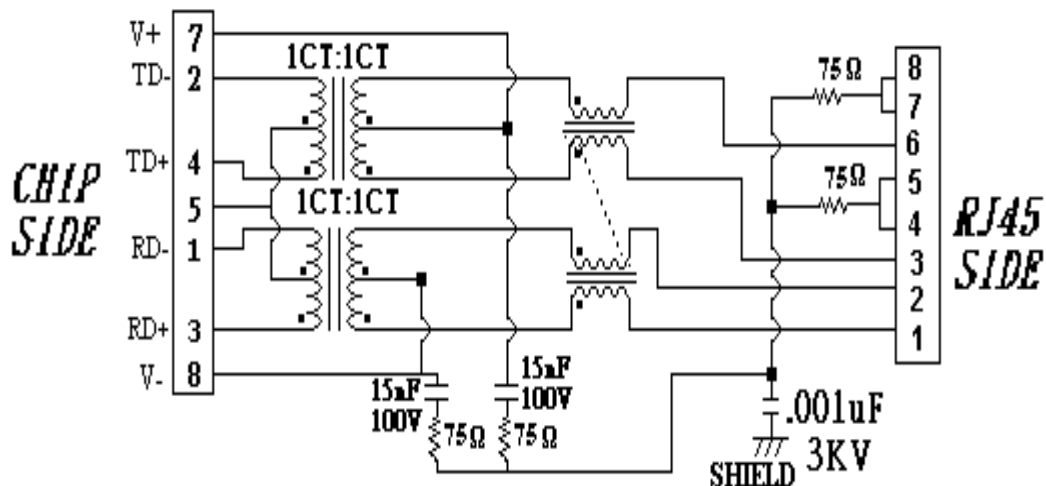 CHIP SIDE
V+ 7
TD- 2
TD+ 4
5
RD- 1
RD+ 3
V- 8
1CT:1CT
1CT:1CT
15nF 100V
15nF 100V
75Ω
75Ω
75Ω
75Ω
.001uF
3KV
SHIELD
8
7
6
5
4
3
2
1
RJ45 SIDE